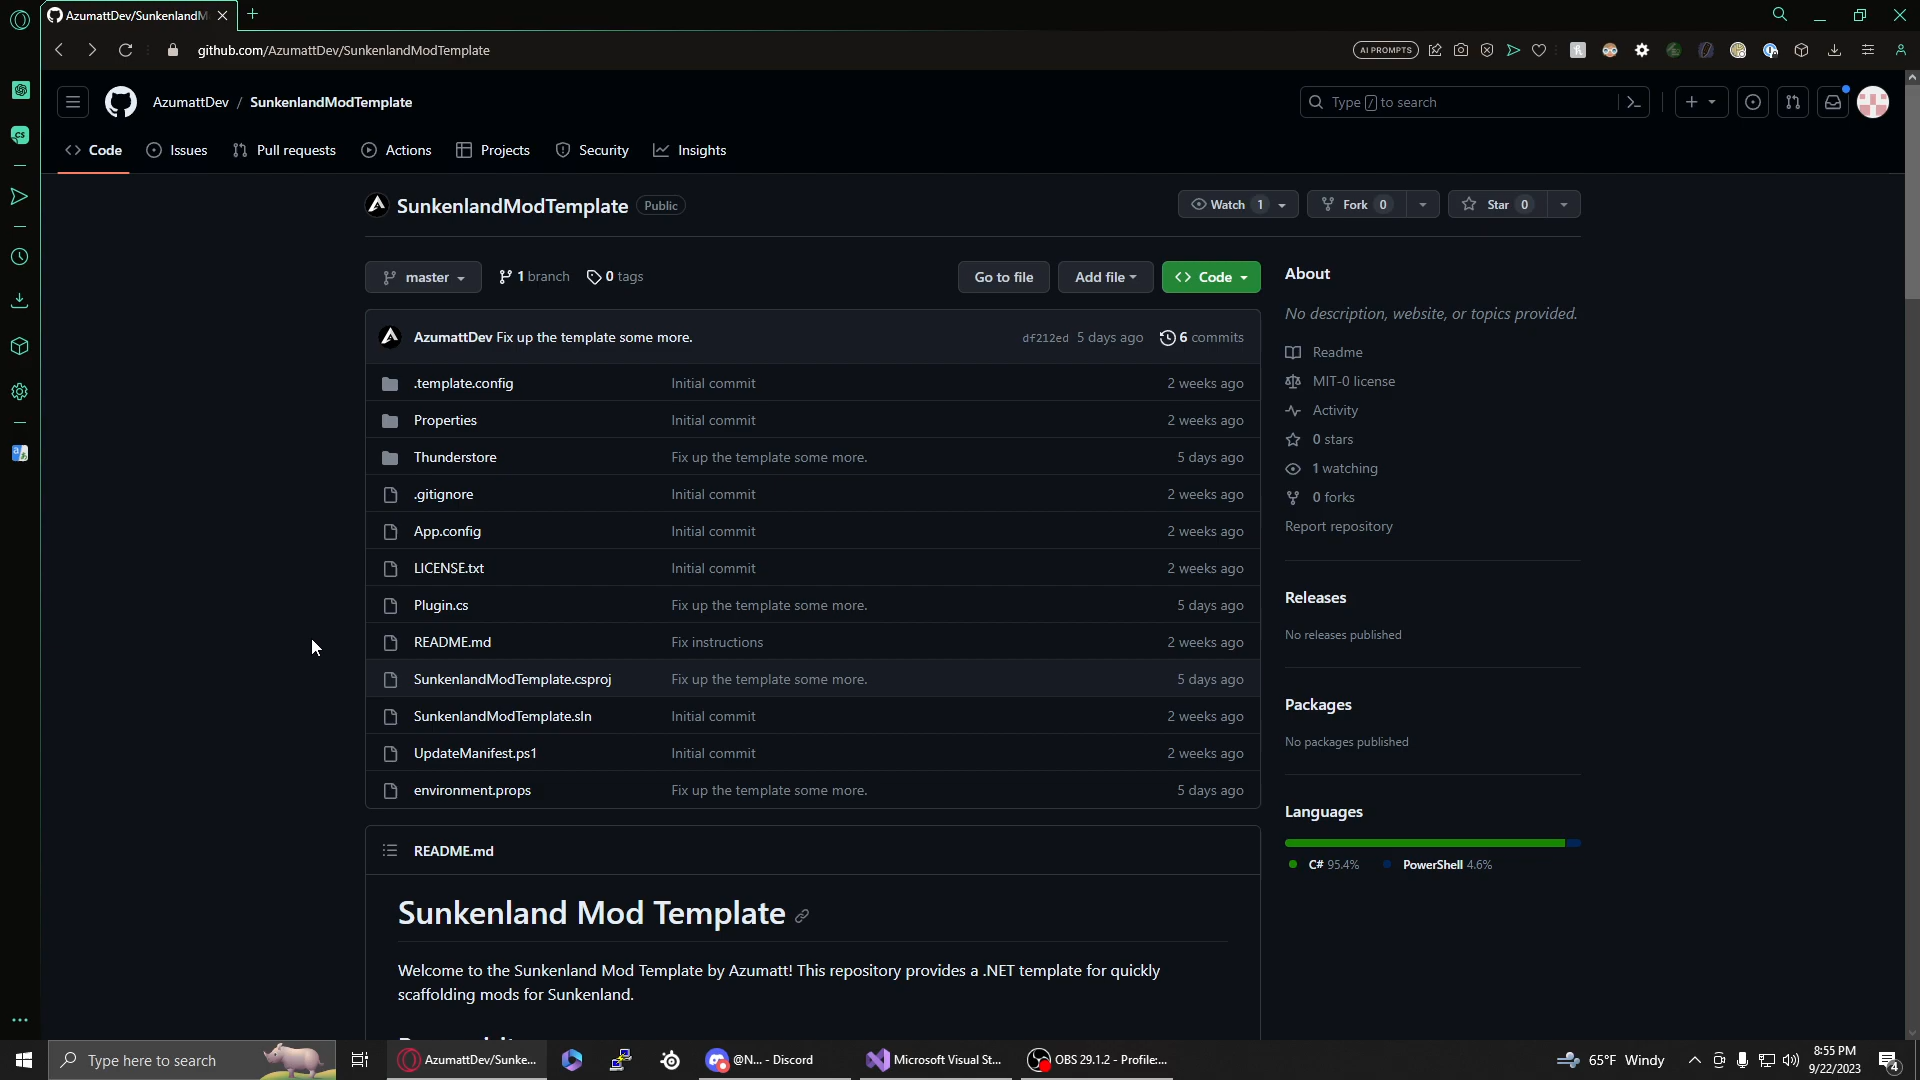 AzumattDev/SunkenlandM
github.com/AzumattDev/SunkenlandModTemplate
AI PROMPTS
AzumattDev / SunkenlandModTemplate
Type / to search
Code
Issues
Pull requests
Actions
Projects
Security
Insights
SunkenlandModTemplate
Public
Watch 1
Fork 0
Star 0
master
1 branch
0 tags
Go to file
Add file
Code
AzumattDev Fix up the template some more.
df212ed 5 days ago
6 commits
.template.config Initial commit 2 weeks ago
Properties Initial commit 2 weeks ago
Thunderstore Fix up the template some more. 5 days ago
.gitignore Initial commit 2 weeks ago
App.config Initial commit 2 weeks ago
LICENSE.txt Initial commit 2 weeks ago
Plugin.cs Fix up the template some more. 5 days ago
README.md Fix instructions 2 weeks ago
SunkenlandModTemplate.csproj Fix up the template some more. 5 days ago
SunkenlandModTemplate.sln Initial commit 2 weeks ago
UpdateManifest.ps1 Initial commit 2 weeks ago
environment.props Fix up the template some more. 5 days ago
README.md
Sunkenland Mod Template
Welcome to the Sunkenland Mod Template by Azumatt! This repository provides a .NET template for quickly
scaffolding mods for Sunkenland.
About
No description, website, or topics provided.
Readme
MIT-0 license
Activity
0 stars
1 watching
0 forks
Report repository
Releases
No releases published
Packages
No packages published
Languages
C# 95.4%
PowerShell 4.6%
Type here to search
AzumattDev/Sunke...
@N... - Discord
Microsoft Visual St...
OBS 29.1.2 - Profile:...
65°F Windy
8:55 PM
9/22/2023
4